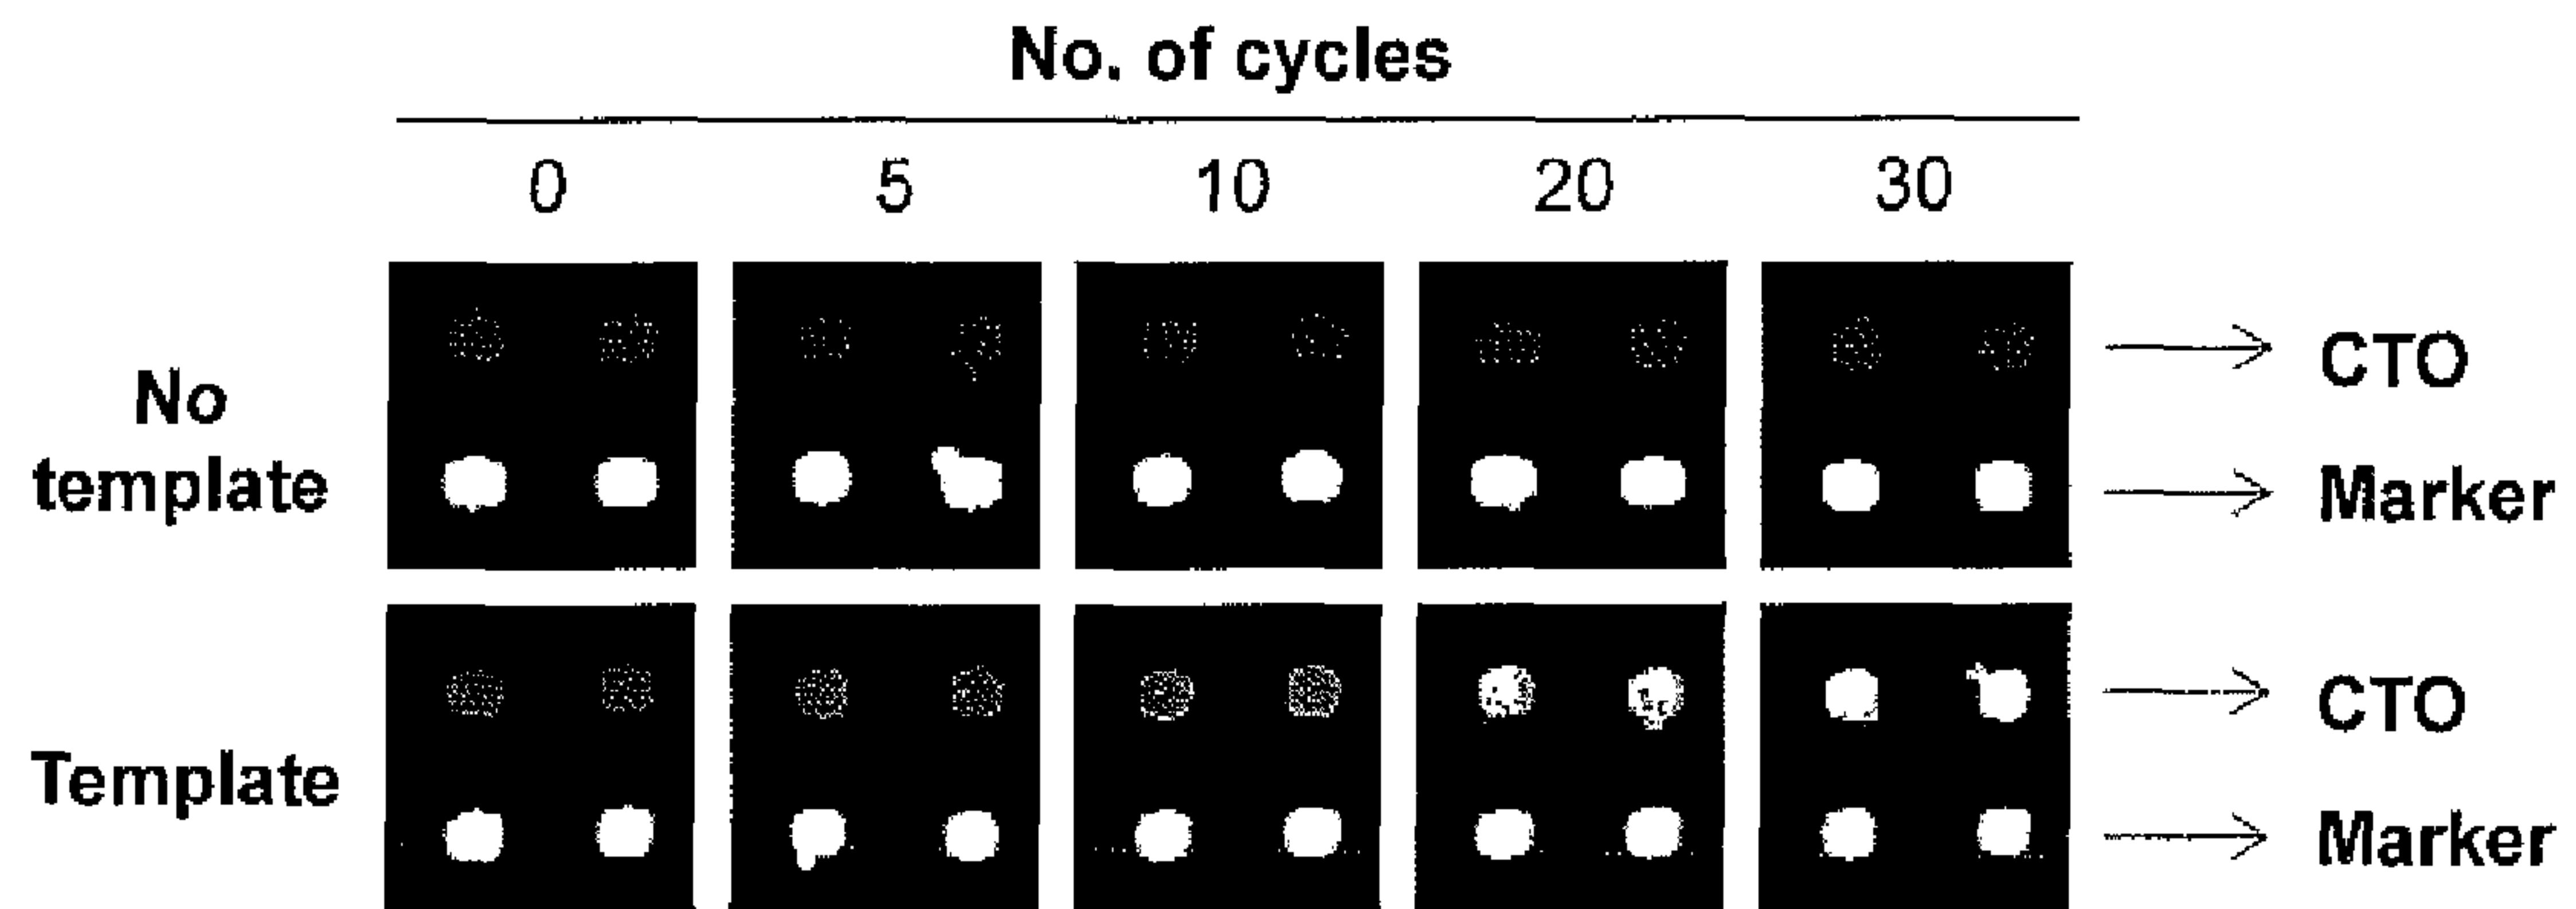 No. of cycles
0 5 10 20 30
No
template
CTO
Marker
Template
CTO
Marker